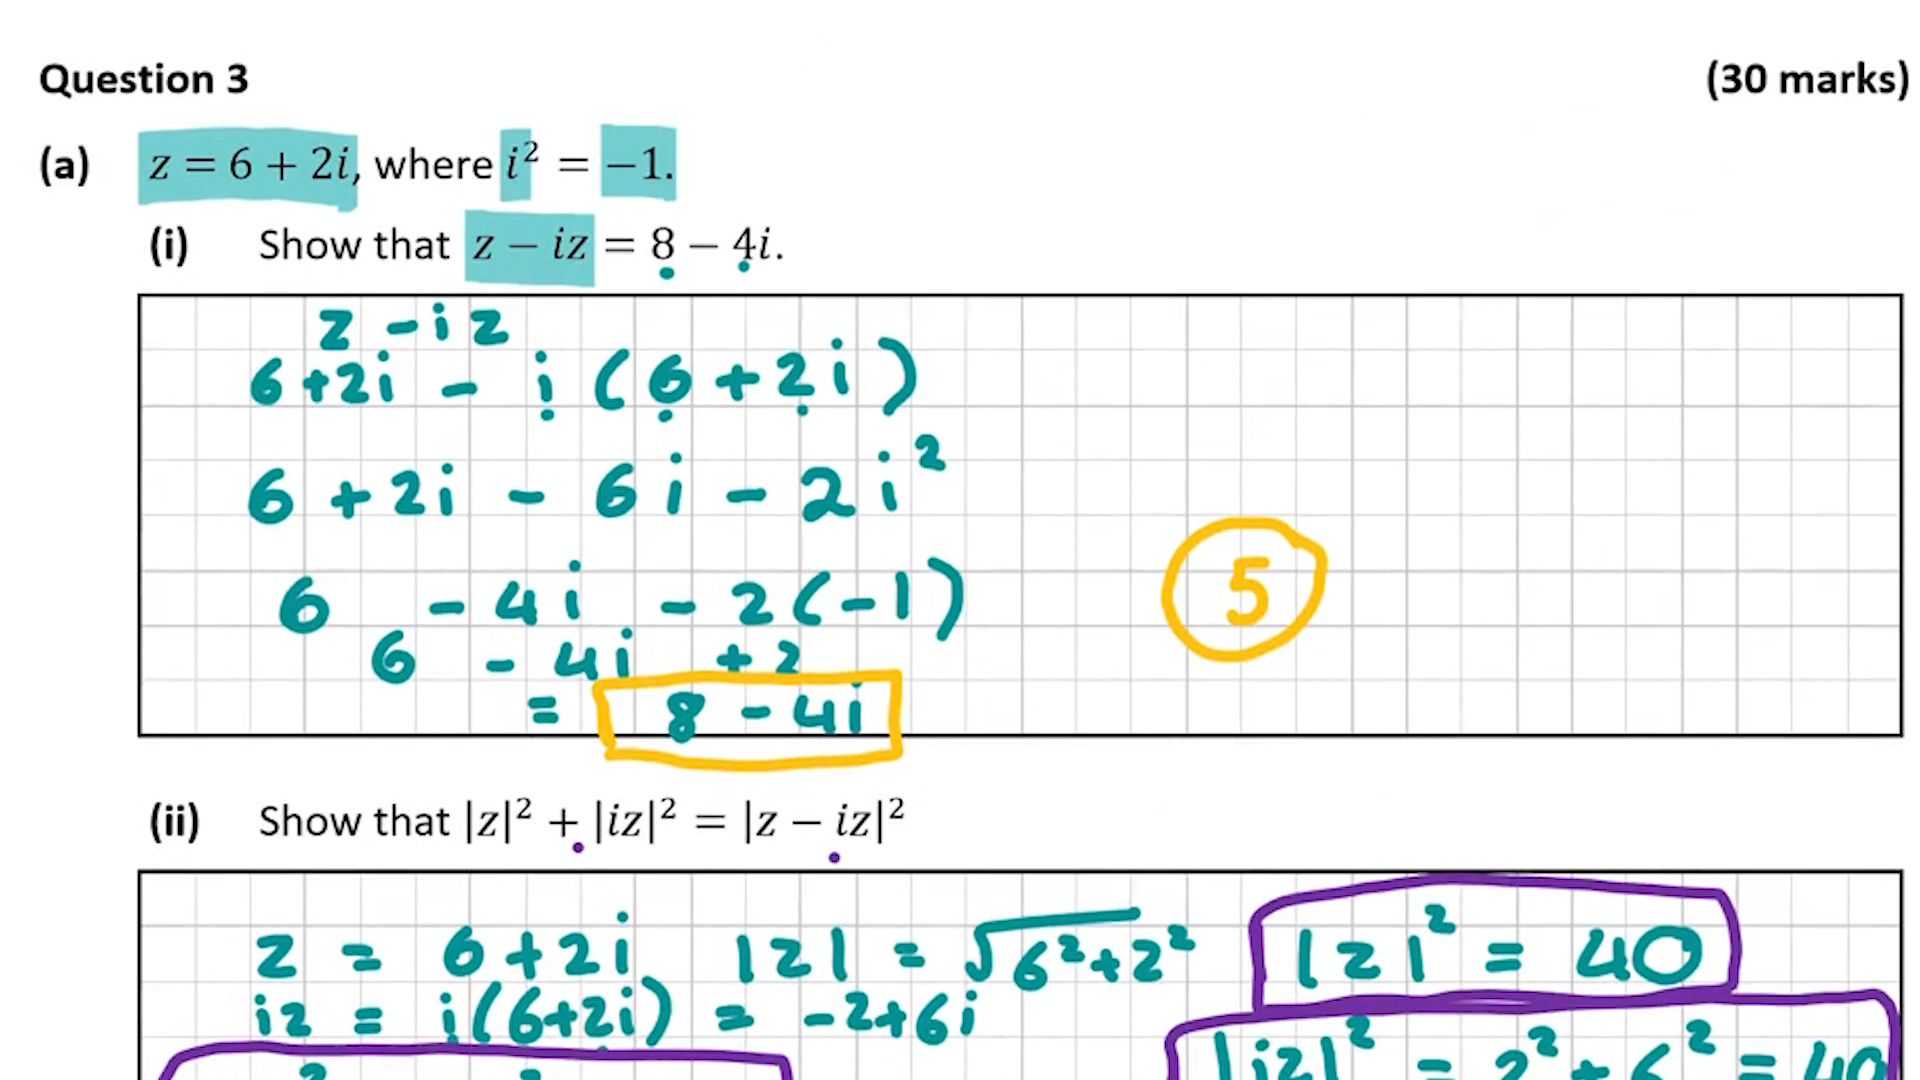 Question 3 (30 marks)
(a) z = 6 + 2i, where i² = −1.
(i) Show that z − iz = 8 − 4i.
z - iz
6+2i - i(6+2i)
6 +2i - 6i - 2i²
6 - 4i - 2(-1)
6 - 4i + 2
= 8 - 4i
5
(ii) Show that |z|² + |iz|² = |z − iz|²
z = 6+2i |z| = √6²+2² |z|² = 40
iz = i(6+2i) = -2+6i
|iz|² = 2² + 6² = 40